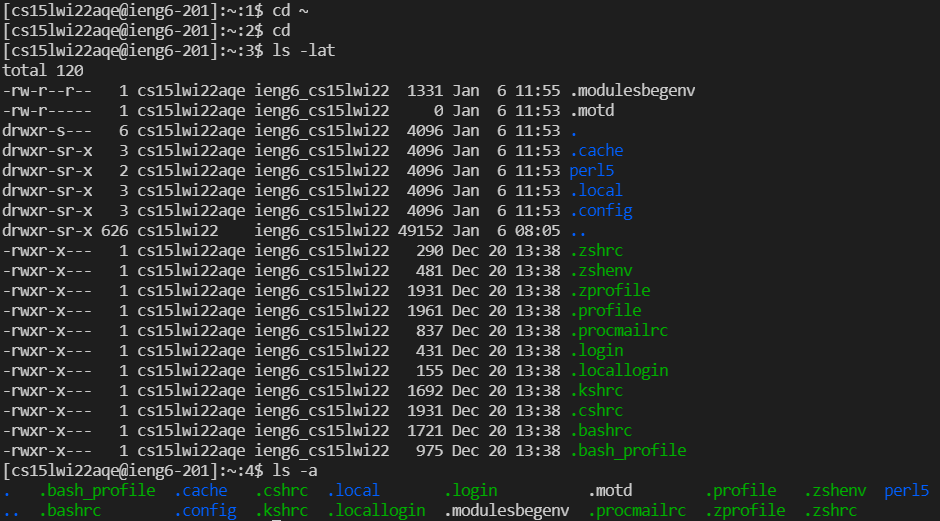 [cs15lwi22aqe@ieng6-201]:~:1$ cd ~
[cs15lwi22aqe@ieng6-201]:~:2$ cd
[cs15lwi22aqe@ieng6-201]:~:3$ ls -lat
total 120
-rw-r--r--   1 cs15lwi22aqe ieng6_cs15lwi22  1331 Jan  6 11:55 .modulesbegenv
-rw-r-----   1 cs15lwi22aqe ieng6_cs15lwi22     0 Jan  6 11:53 .motd
drwxr-s---   6 cs15lwi22aqe ieng6_cs15lwi22  4096 Jan  6 11:53 .
drwxr-sr-x   3 cs15lwi22aqe ieng6_cs15lwi22  4096 Jan  6 11:53 .cache
drwxr-sr-x   2 cs15lwi22aqe ieng6_cs15lwi22  4096 Jan  6 11:53 perl5
drwxr-sr-x   3 cs15lwi22aqe ieng6_cs15lwi22  4096 Jan  6 11:53 .local
drwxr-sr-x   3 cs15lwi22aqe ieng6_cs15lwi22  4096 Jan  6 11:53 .config
drwxr-sr-x 626 cs15lwi22    ieng6_cs15lwi22 49152 Jan  6 08:05 ..
-rwxr-x---   1 cs15lwi22aqe ieng6_cs15lwi22   290 Dec 20 13:38 .zshrc
-rwxr-x---   1 cs15lwi22aqe ieng6_cs15lwi22   481 Dec 20 13:38 .zshenv
-rwxr-x---   1 cs15lwi22aqe ieng6_cs15lwi22  1931 Dec 20 13:38 .zprofile
-rwxr-x---   1 cs15lwi22aqe ieng6_cs15lwi22  1961 Dec 20 13:38 .profile
-rwxr-x---   1 cs15lwi22aqe ieng6_cs15lwi22   837 Dec 20 13:38 .procmailrc
-rwxr-x---   1 cs15lwi22aqe ieng6_cs15lwi22   431 Dec 20 13:38 .login
-rwxr-x---   1 cs15lwi22aqe ieng6_cs15lwi22   155 Dec 20 13:38 .locallogin
-rwxr-x---   1 cs15lwi22aqe ieng6_cs15lwi22  1692 Dec 20 13:38 .kshrc
-rwxr-x---   1 cs15lwi22aqe ieng6_cs15lwi22  1931 Dec 20 13:38 .cshrc
-rwxr-x---   1 cs15lwi22aqe ieng6_cs15lwi22  1721 Dec 20 13:38 .bashrc
-rwxr-x---   1 cs15lwi22aqe ieng6_cs15lwi22   975 Dec 20 13:38 .bash_profile
[cs15lwi22aqe@ieng6-201]:~:4$ ls -a
.   .bash_profile  .cache   .cshrc  .local       .login          .motd        .profile   .zshenv  perl5
..  .bashrc        .config  .kshrc  .locallogin  .modulesbegenv  .procmailrc  .zprofile  .zshrc